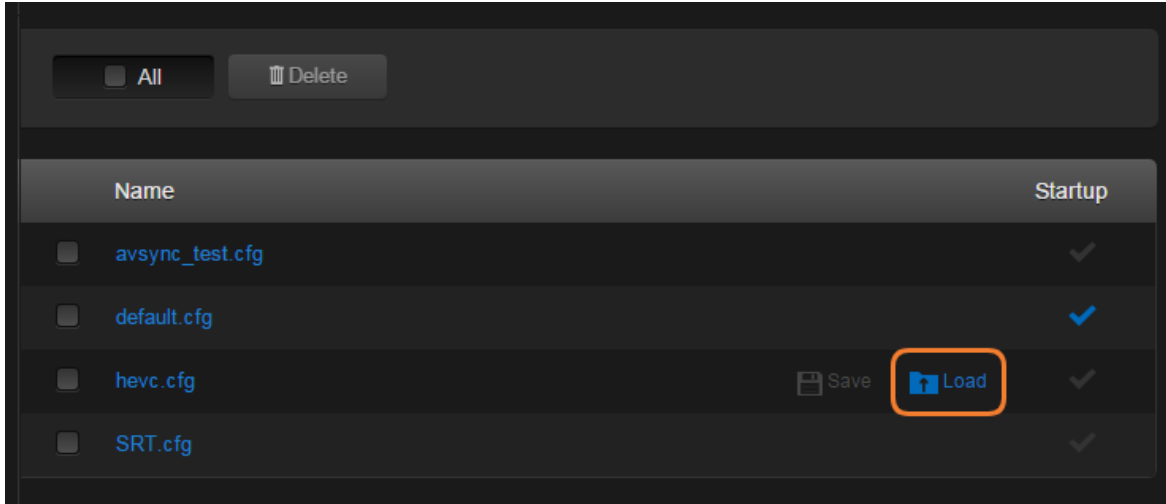 All Delete
Name Startup
avsync_test.cfg
default.cfg
hevc.cfg Save Load
SRT.cfg